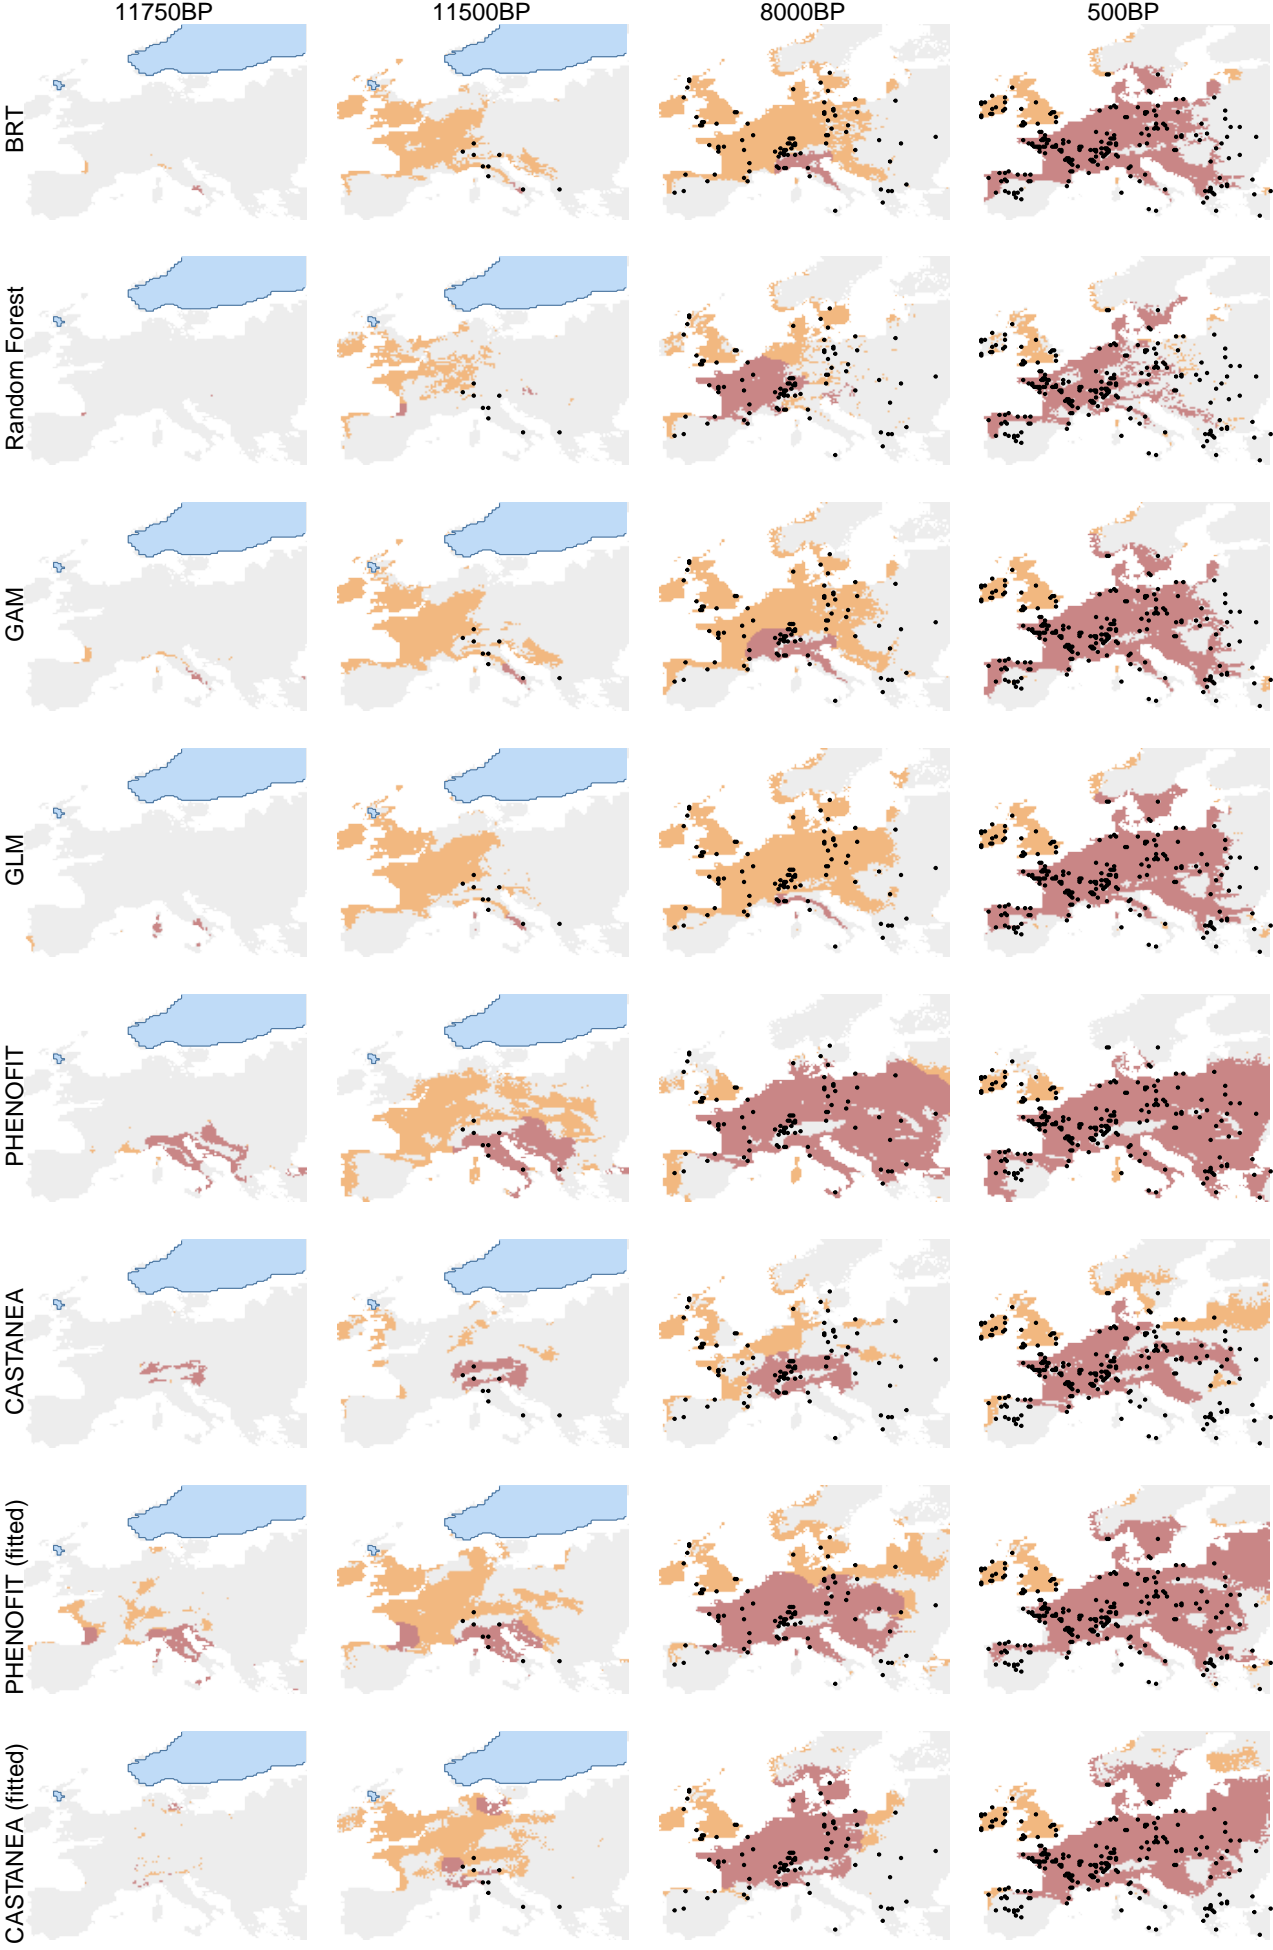 11750BP
11500BP
8000BP
500BP
BRT
Random Forest
GAM
GLM
PHENOFIT
CASTANEA
PHENOFIT (fitted)
CASTANEA (fitted)